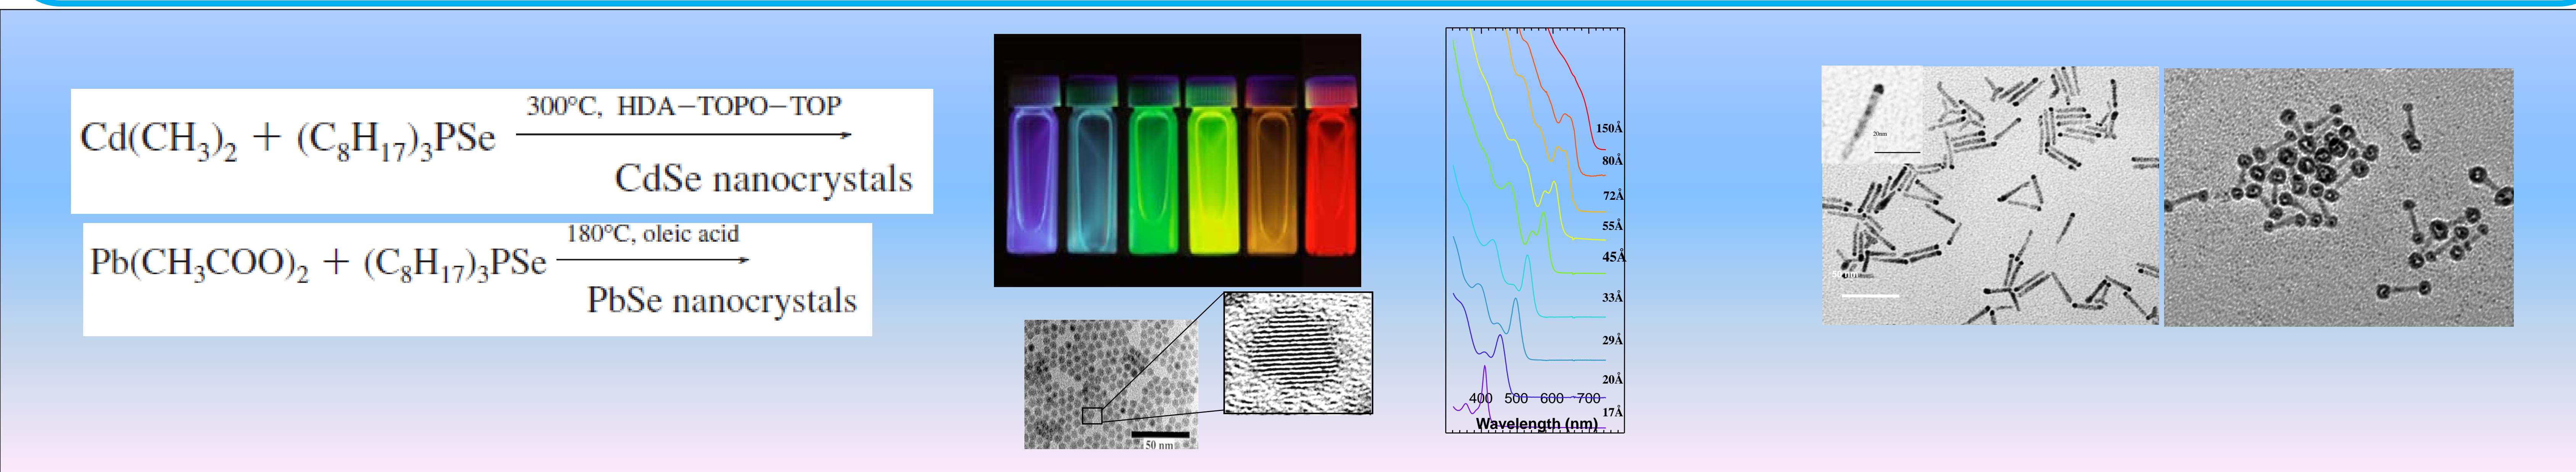 300°C, HDA−TOPO−TOP
Cd(CH₃)₂ + (C₈H₁₇)₃PSe
CdSe nanocrystals
180°C, oleic acid
Pb(CH₃COO)₂ + (C₈H₁₇)₃PSe
PbSe nanocrystals
50 nm
150Å
80Å
72Å
55Å
45Å
33Å
29Å
20Å
17Å
400 500 600 700
Wavelength (nm)
20nm